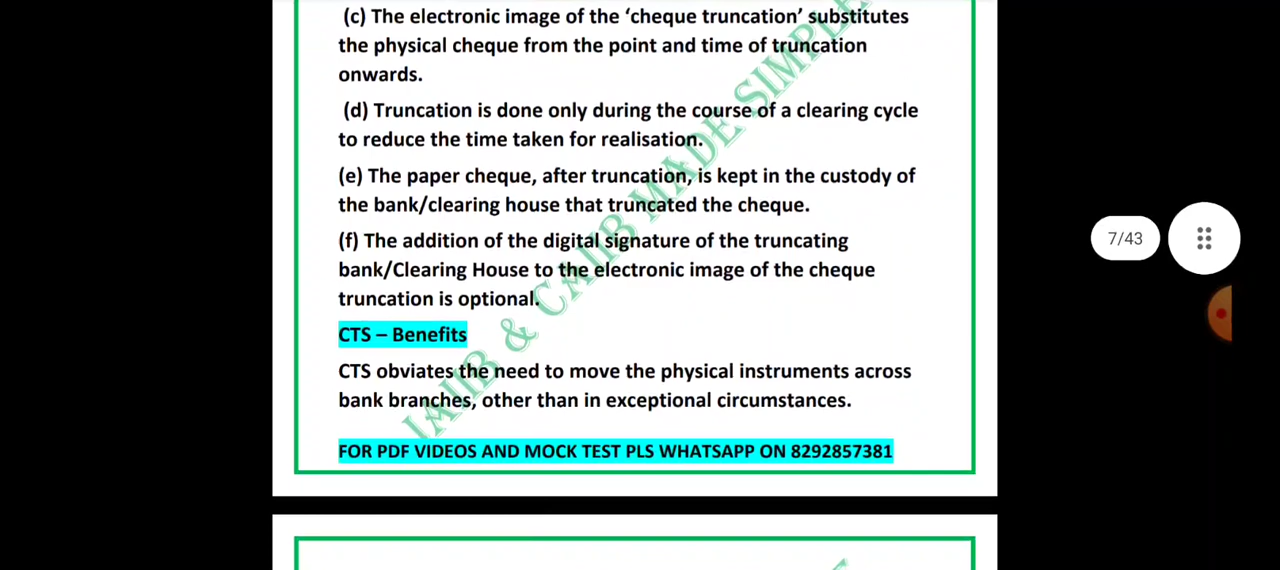 (c) The electronic image of the ‘cheque truncation’ substitutes
the physical cheque from the point and time of truncation
onwards.
(d) Truncation is done only during the course of a clearing cycle
to reduce the time taken for realisation.
(e) The paper cheque, after truncation, is kept in the custody of
the bank/clearing house that truncated the cheque.
(f) The addition of the digital signature of the truncating
bank/Clearing House to the electronic image of the cheque
truncation is optional.
CTS – Benefits
CTS obviates the need to move the physical instruments across
bank branches, other than in exceptional circumstances.
FOR PDF VIDEOS AND MOCK TEST PLS WHATSAPP ON 8292857381
JAIIB & CAIIB MADE SIMPLE
7/43